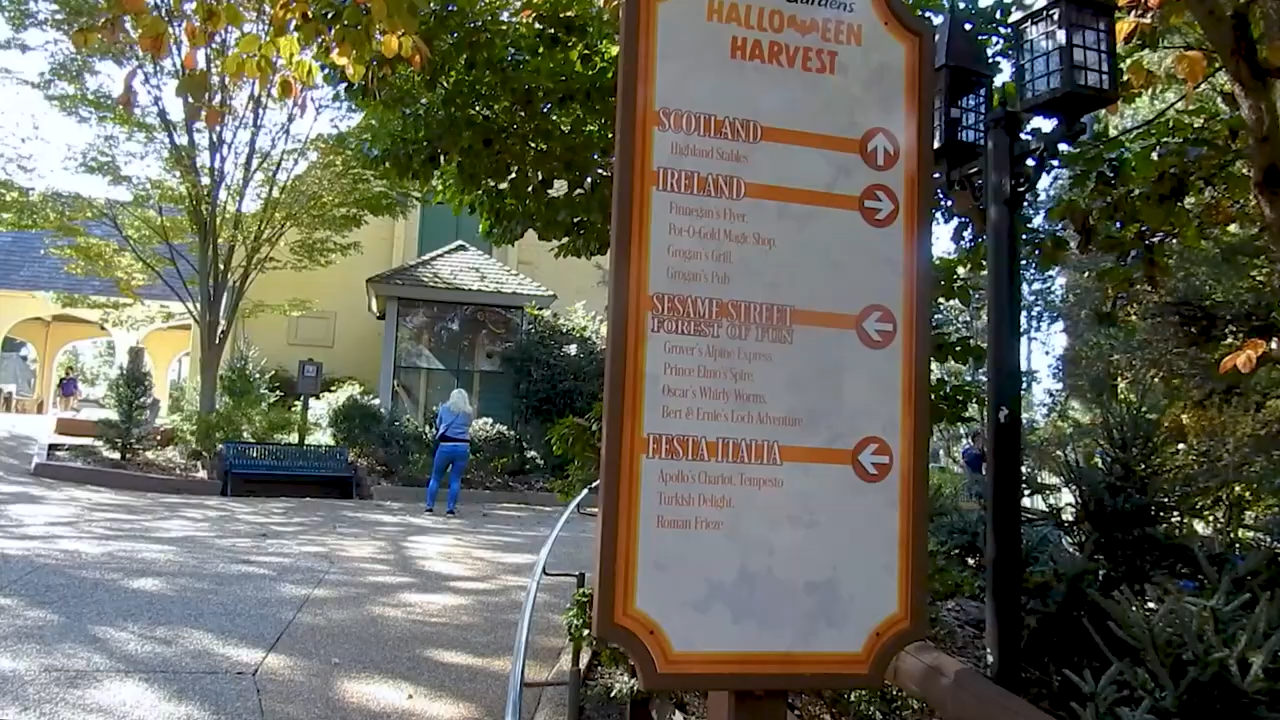 Gardens
HALLOWEEN
HARVEST
SCOTLAND
Highland Stables
IRELAND
Finnegan's Flyer,
Pot-O-Gold Magic Shop,
Grogan's Grill,
Grogan's Pub
SESAME STREET
FOREST OF FUN
Grover's Alpine Express,
Prince Elmo's Spire,
Oscar's Whirly Worms,
Bert & Ernie's Loch Adventure
FESTA ITALIA
Apollo's Chariot, Tempesto
Turkish Delight,
Roman Frieze